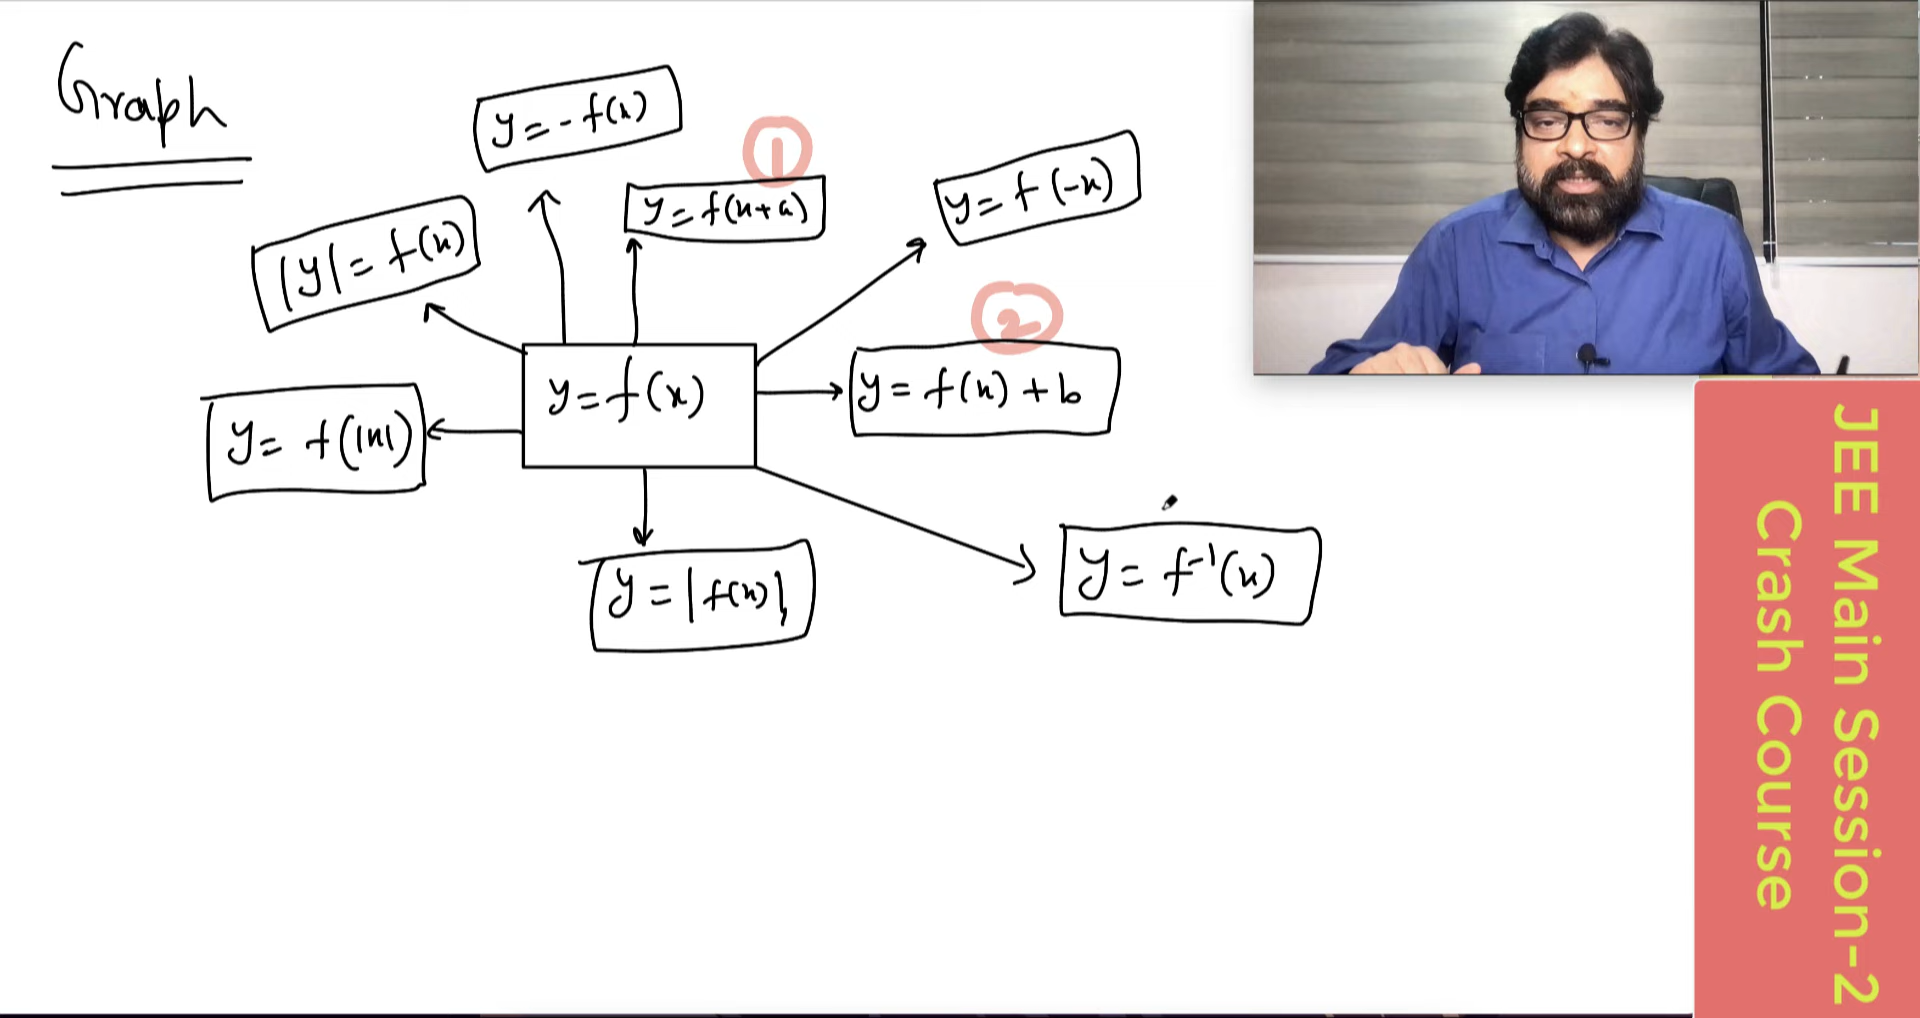 Graph
y = - f(x)
①
y = f(x+a)
y = f(-x)
|y| = f(x)
②
y = f(x)
y = f(x) + b
y = f(|x|)
y = |f(x)|
y = f⁻¹(x)
JEE Main Session-2
Crash Course